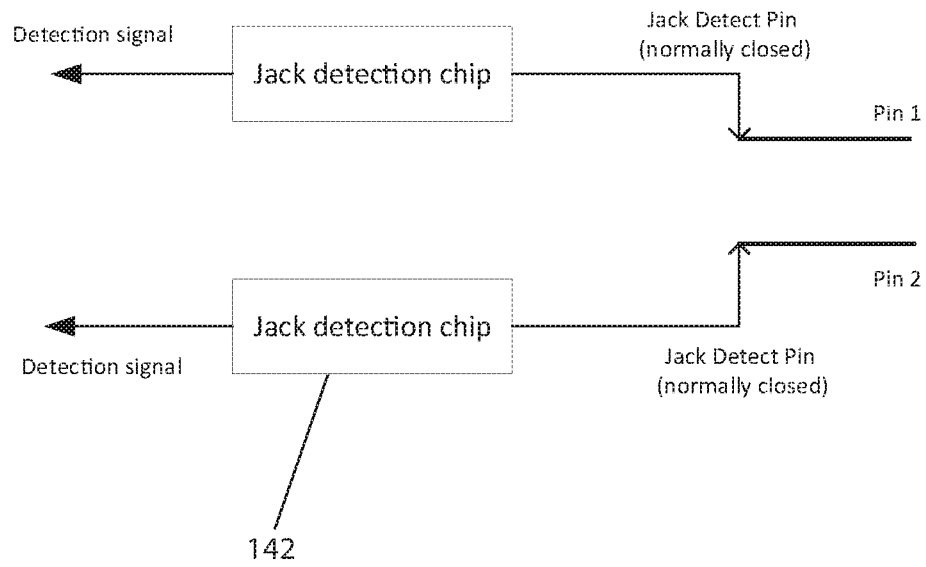 Jack Detect Pin
(normally closed)
Detection signal
Jack detection chip
Pin 1
Pin 2
Jack detection chip
Detection signal
Jack Detect Pin
(normally closed)
142